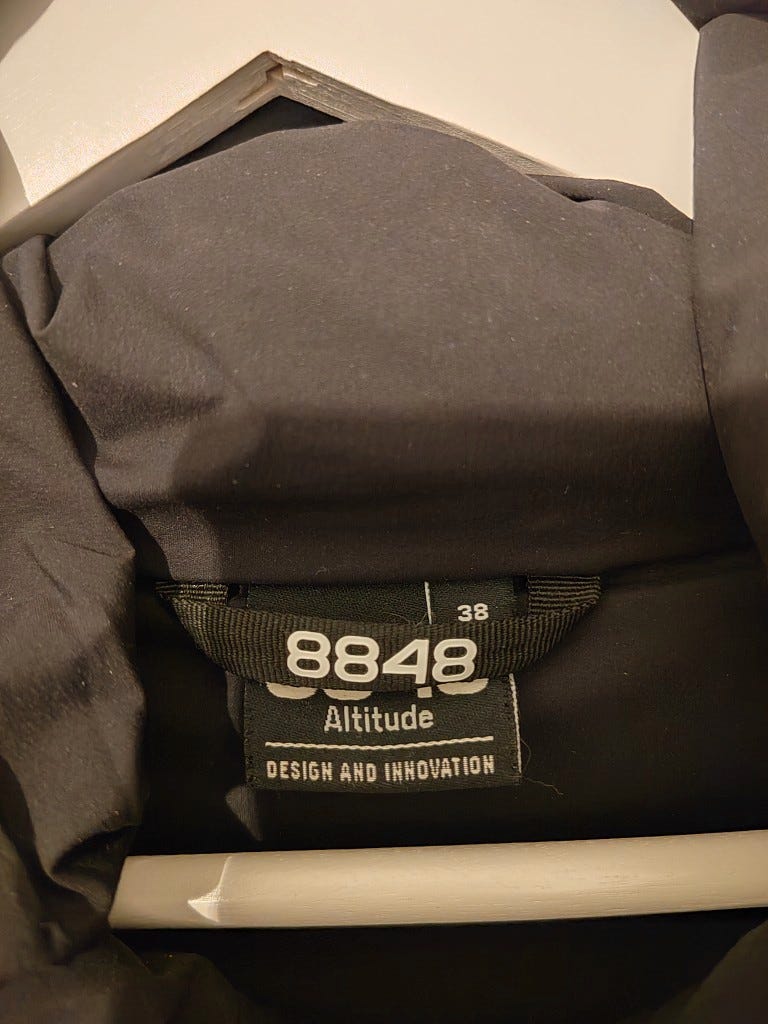 38
8848
Altitude
DESIGN AND INNOVATION